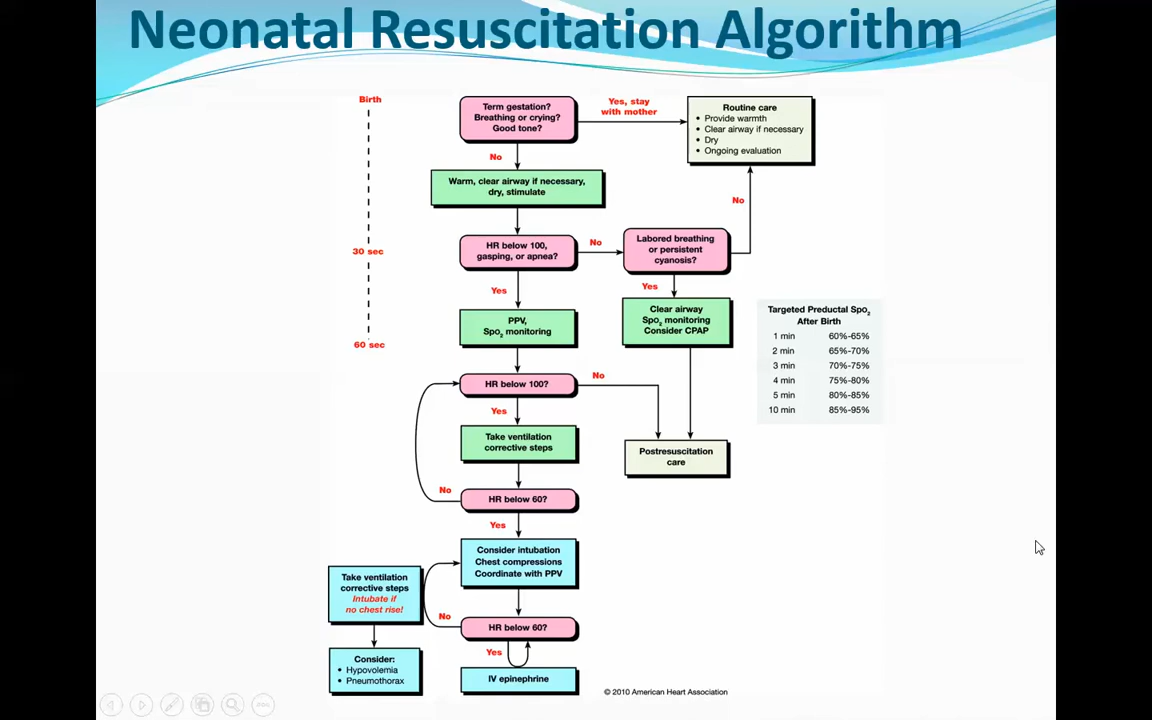 Neonatal Resuscitation Algorithm
Birth
Term gestation?
Breathing or crying?
Good tone?
Yes, stay
with mother
Routine care
• Provide warmth
• Clear airway if necessary
• Dry
• Ongoing evaluation
No
Warm, clear airway if necessary,
dry, stimulate
No
30 sec
HR below 100,
gasping, or apnea?
No
Labored breathing
or persistent
cyanosis?
Yes
Yes
PPV,
Spo2 monitoring
Clear airway
Spo2 monitoring
Consider CPAP
60 sec
Targeted Preductal Spo2
After Birth
1 min 60%-65%
2 min 65%-70%
3 min 70%-75%
4 min 75%-80%
5 min 80%-85%
10 min 85%-95%
HR below 100?
No
Yes
Take ventilation
corrective steps
Postresuscitation
care
HR below 60?
No
Yes
Consider intubation
Chest compressions
Coordinate with PPV
Take ventilation
corrective steps
Intubate if
no chest rise!
No
HR below 60?
Yes
Consider:
• Hypovolemia
• Pneumothorax
IV epinephrine
© 2010 American Heart Association